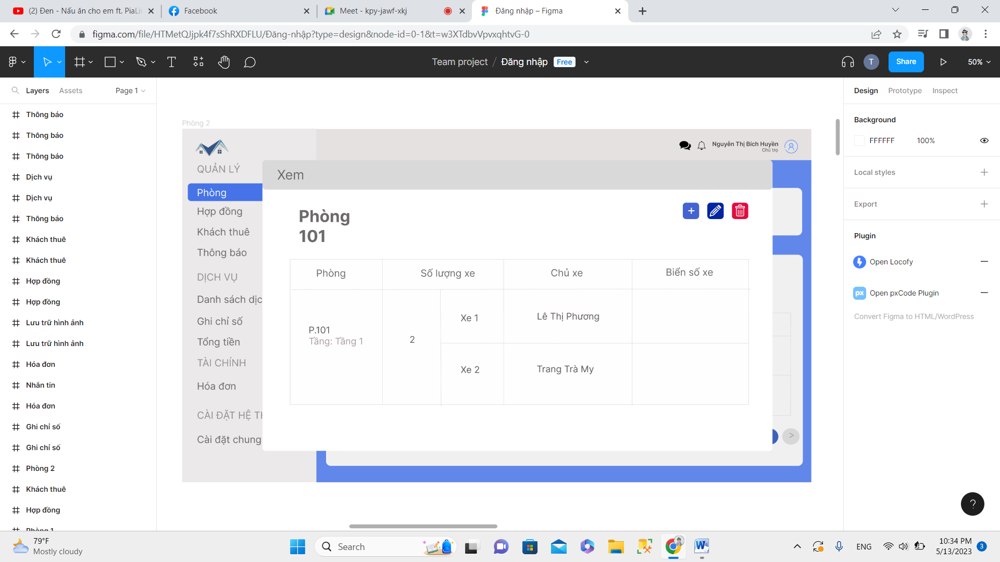 (2) Đen - Nấu ăn cho em ft. PiaLin
Facebook
Meet - kpy-jawf-xkj
Đăng nhập – Figma
figma.com/file/HTMetQJjpk4f7sShRXDFLU/Đăng-nhập?type=design&node-id=0-1&t=w3XTdbvVpvxqhtvG-0
Team project / Đăng nhập Free
T
Share
50%
Layers
Assets
Page 1
Thông báo
Thông báo
Thông báo
Dịch vụ
Dịch vụ
Thông báo
Khách thuê
Khách thuê
Hợp đồng
Hợp đồng
Lưu trữ hình ảnh
Lưu trữ hình ảnh
Hóa đơn
Nhắn tin
Hóa đơn
Ghi chỉ số
Ghi chỉ số
Phòng 2
Khách thuê
Hợp đồng
Phòng 1
Phòng 2
Nguyễn Thị Bích Huyền
Chủ trọ
QUẢN LÝ
Phòng
Hợp đồng
Khách thuê
Thông báo
DỊCH VỤ
Danh sách dịc
Ghi chỉ số
Tổng tiền
TÀI CHÍNH
Hóa đơn
CÀI ĐẶT HỆ TH
Cài đặt chung
Xem
Phòng
101
Phòng
Số lượng xe
Chủ xe
Biển số xe
P.101
Tầng: Tầng 1
2
Xe 1
Lê Thị Phương
Xe 2
Trang Trà My
>
Design
Prototype
Inspect
Background
FFFFFF
100%
Local styles
Export
Plugin
Open Locofy
px
Open pxCode Plugin
Convert Figma to HTML/WordPress
?
79°F
Mostly cloudy
Search
ENG
10:34 PM
5/13/2023
3